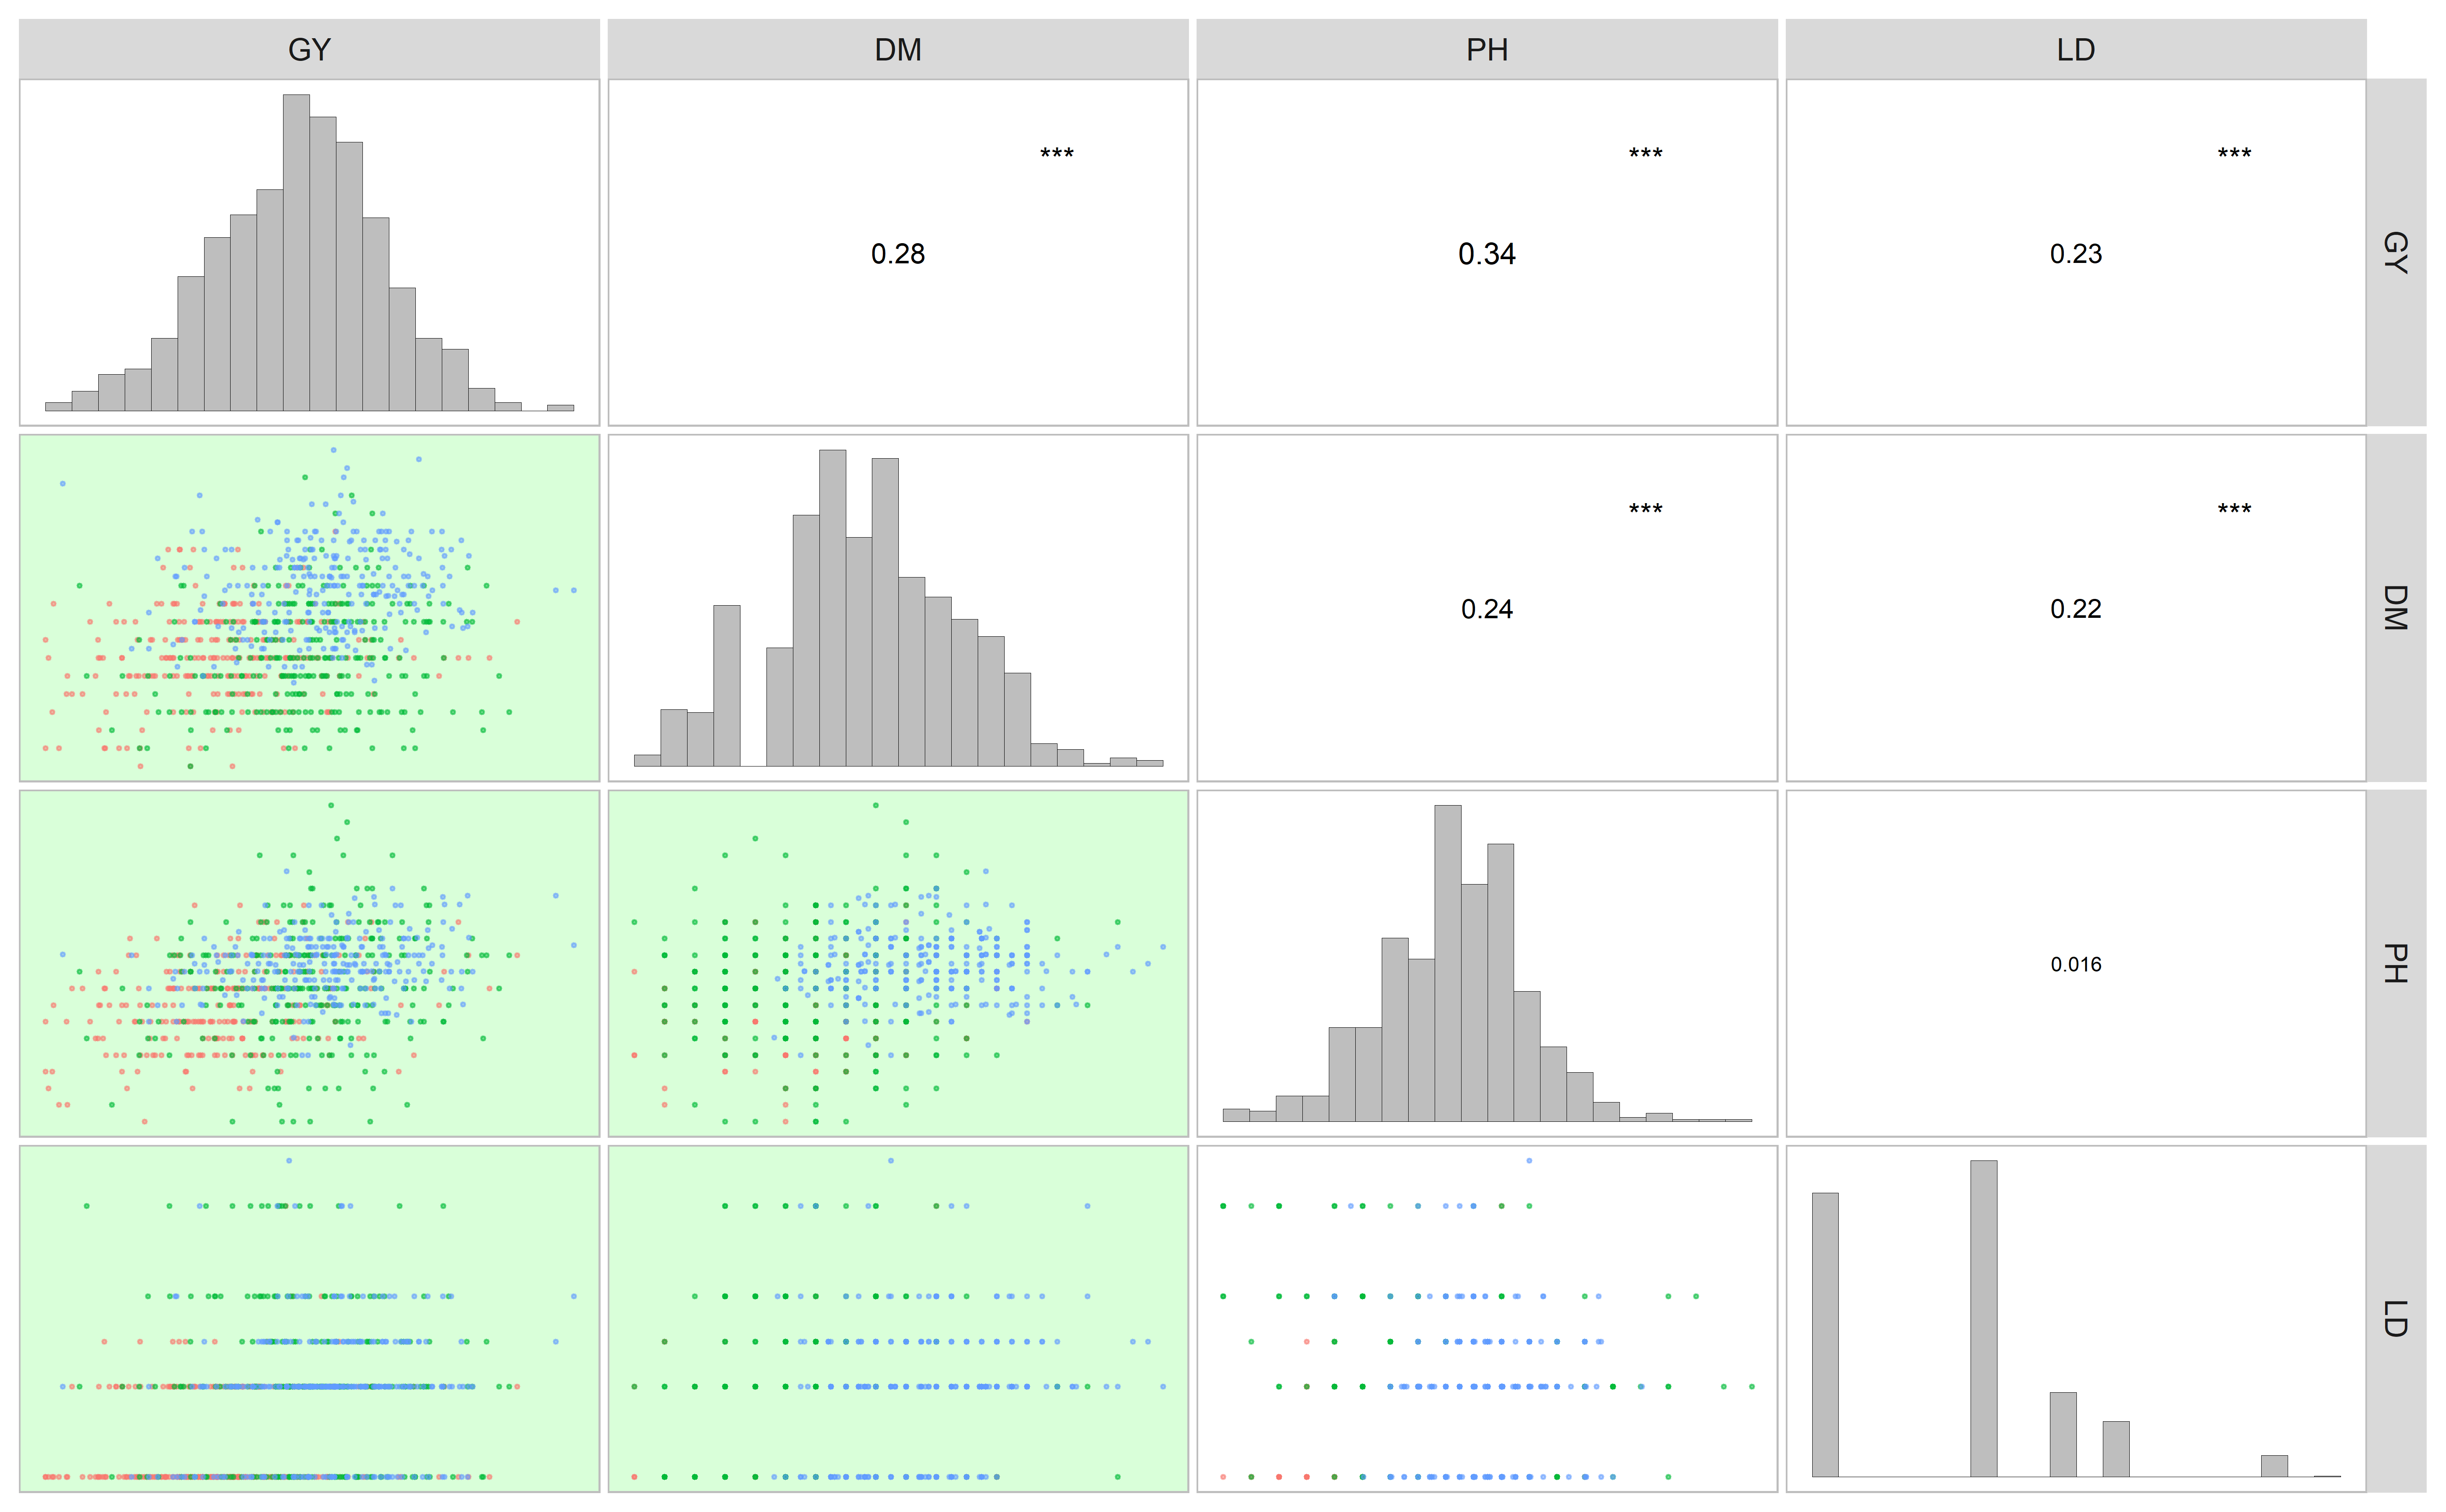 GY DM PH LD
*** *** ***
0.28 0.34 0.23
GY
*** ***
0.24 0.22
DM
0.016
PH
LD